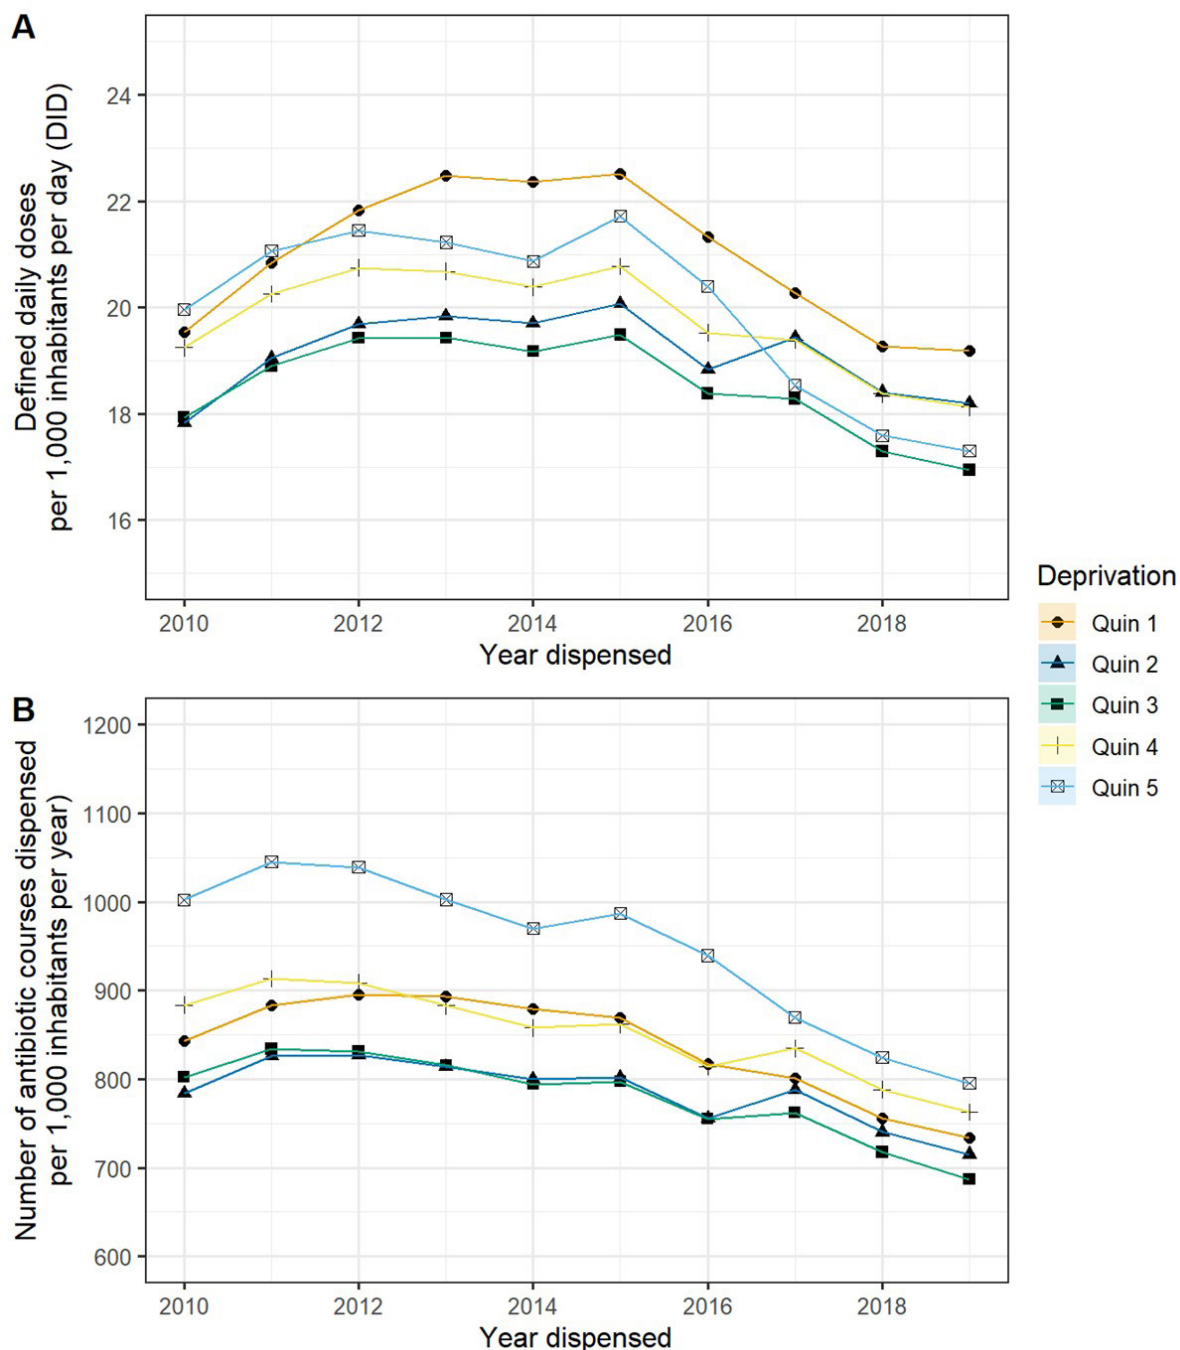 A
Defined daily doses
per 1,000 inhabitants per day (DID)
24
22
20
18
16
2010 2012 2014 2016 2018
Year dispensed
Deprivation
Quin 1
Quin 2
Quin 3
Quin 4
Quin 5
B
Number of antibiotic courses dispensed
per 1,000 inhabitants per year)
1200
1100
1000
900
800
700
600
2010 2012 2014 2016 2018
Year dispensed